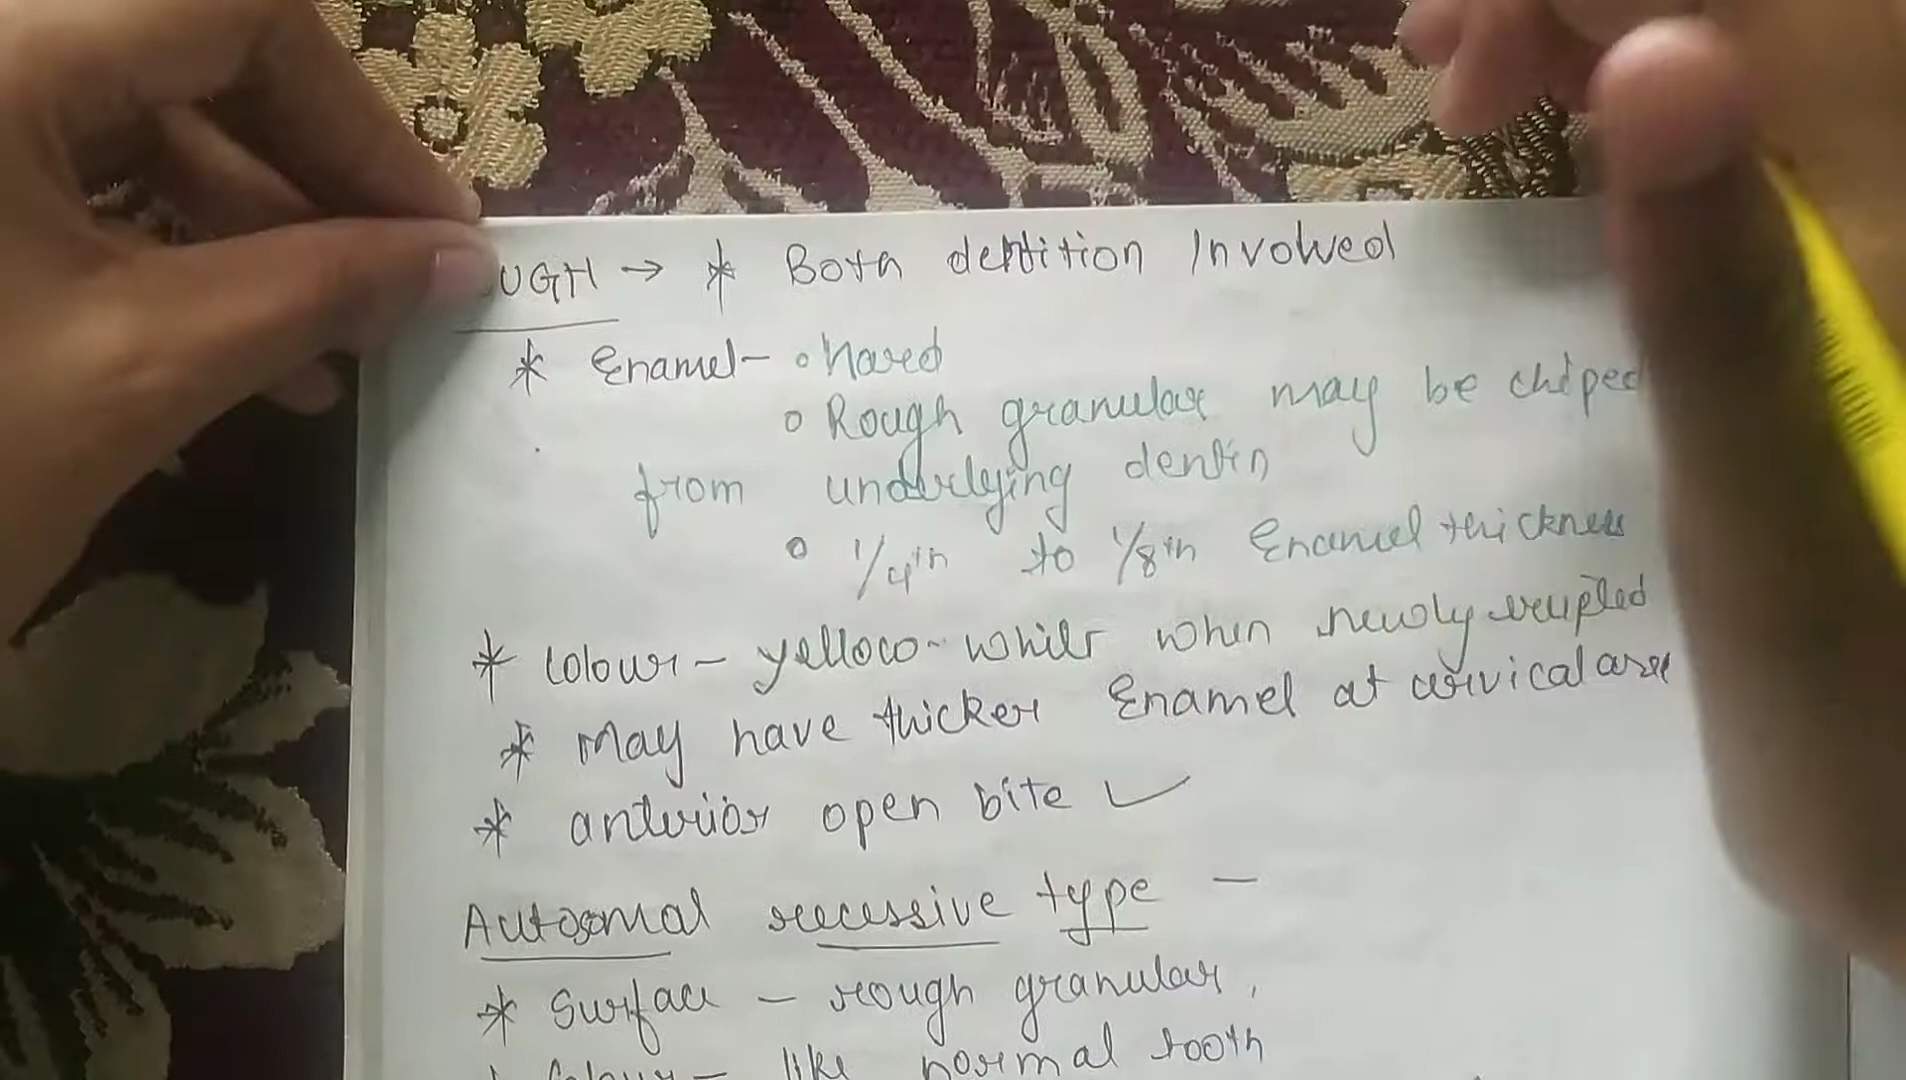 UGH → * Both dentition Involved
* Enamel- o hard
o Rough granular may be chiped
from underlying dentin
o 1/4th to 1/8th Enamel thickness
* Colour - yellow-white when newly erupted
* May have thicker Enamel at cervical area
* anterior open bite ✓
Autosomal recessive type -
* Surface - rough granular,
* Colour - like normal tooth